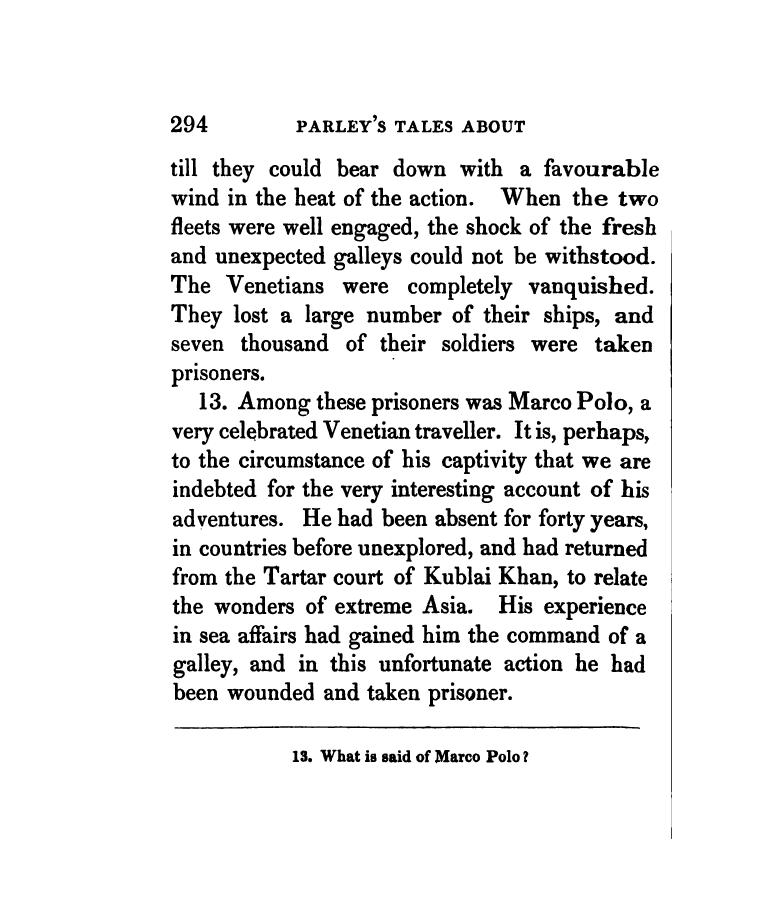 294 PARLEY'S TALES ABOUT
till they could bear down with a favourable
wind in the heat of the action. When the two
fleets were well engaged, the shock of the fresh
and unexpected galleys could not be withstood.
The Venetians were completely vanquished.
They lost a large number of their ships, and
seven thousand of their soldiers were taken
prisoners.
13. Among these prisoners was Marco Polo, a
very celebrated Venetian traveller. It is, perhaps,
to the circumstance of his captivity that we are
indebted for the very interesting account of his
adventures. He had been absent for forty years,
in countries before unexplored, and had returned
from the Tartar court of Kublai Khan, to relate
the wonders of extreme Asia. His experience
in sea affairs had gained him the command of a
galley, and in this unfortunate action he had
been wounded and taken prisoner.
13. What is said of Marco Polo?